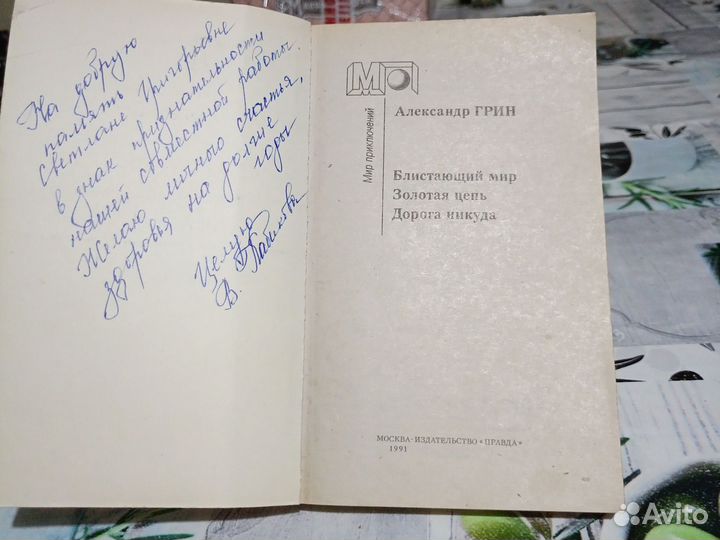 На добрую
память
Светлане Григорьевне
в знак признательности
нашей совместной работы.
Желаю личного счастья,
здоровья на долгие
годы
Целую
В.
МП
Мир приключений
Александр ГРИН
Блистающий мир
Золотая цепь
Дорога никуда
МОСКВА·ИЗДАТЕЛЬСТВО «ПРАВДА»
1991
Avito